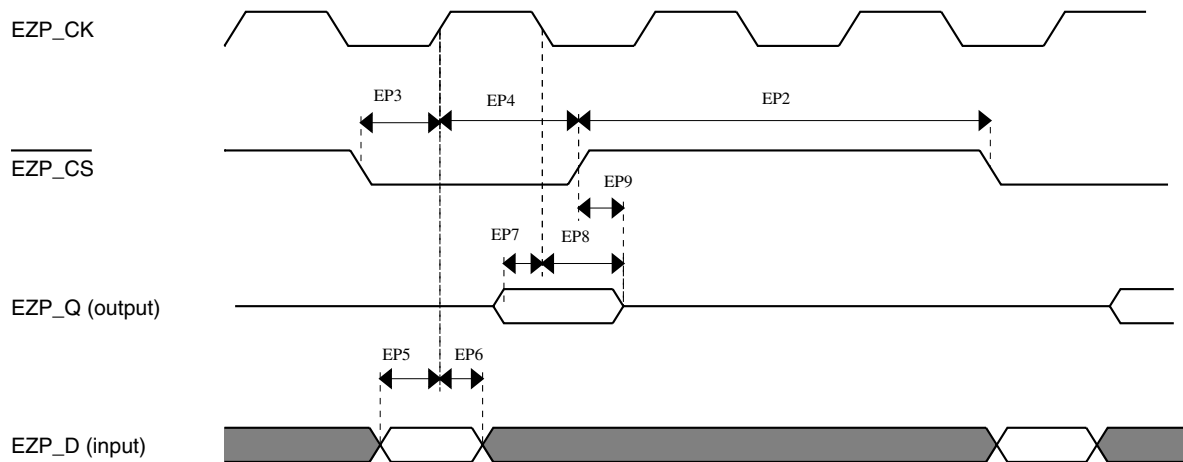 EZP_CK
EP3
EP4
EP2
EZP_CS
EP9
EP7
EP8
EZP_Q (output)
EP5
EP6
EZP_D (input)